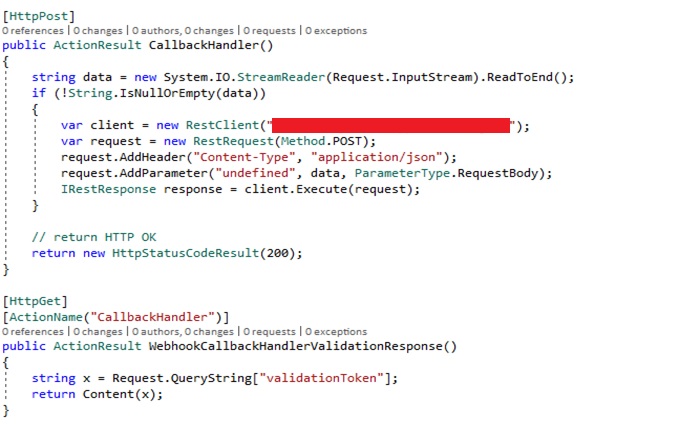 [HttpPost]
0 references | 0 changes | 0 authors, 0 changes | 0 requests | 0 exceptions
public ActionResult CallbackHandler()
{
string data = new System.IO.StreamReader(Request.InputStream).ReadToEnd();
if (!String.IsNullOrEmpty(data))
{
var client = new RestClient("");
var request = new RestRequest(Method.POST);
request.AddHeader("Content-Type", "application/json");
request.AddParameter("undefined", data, ParameterType.RequestBody);
IRestResponse response = client.Execute(request);
}
// return HTTP OK
return new HttpStatusCodeResult(200);
}
[HttpGet]
[ActionName("CallbackHandler")]
0 references | 0 changes | 0 authors, 0 changes | 0 requests | 0 exceptions
public ActionResult WebhookCallbackHandlerValidationResponse()
{
string x = Request.QueryString["validationToken"];
return Content(x);
}